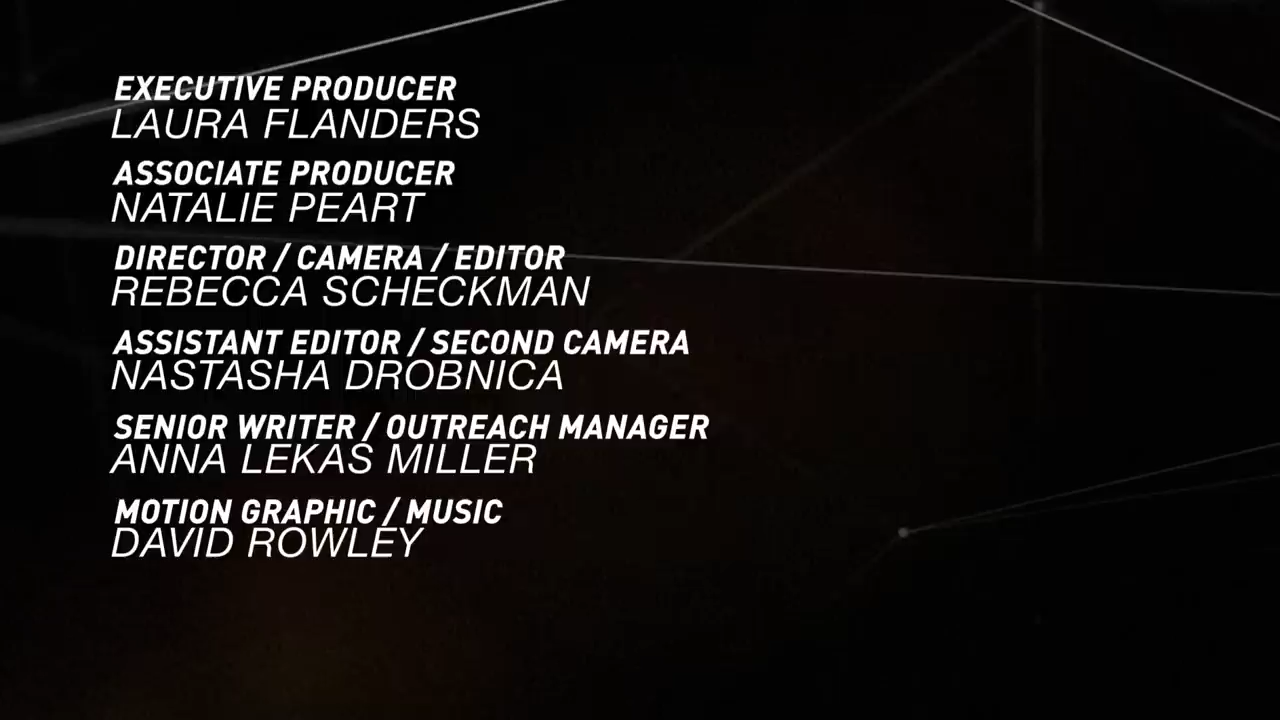 EXECUTIVE PRODUCER
LAURA FLANDERS
ASSOCIATE PRODUCER
NATALIE PEART
DIRECTOR / CAMERA / EDITOR
REBECCA SCHECKMAN
ASSISTANT EDITOR / SECOND CAMERA
NASTASHA DROBNICA
SENIOR WRITER / OUTREACH MANAGER
ANNA LEKAS MILLER
MOTION GRAPHIC / MUSIC
DAVID ROWLEY